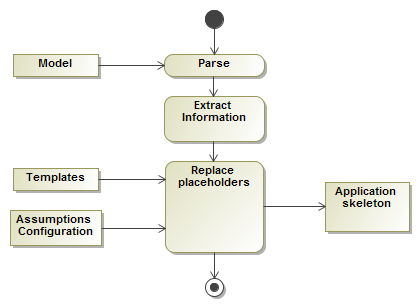 Model
Parse
Extract
Information
Templates
Replace
placeholders
Assumptions
Configuration
Application
skeleton